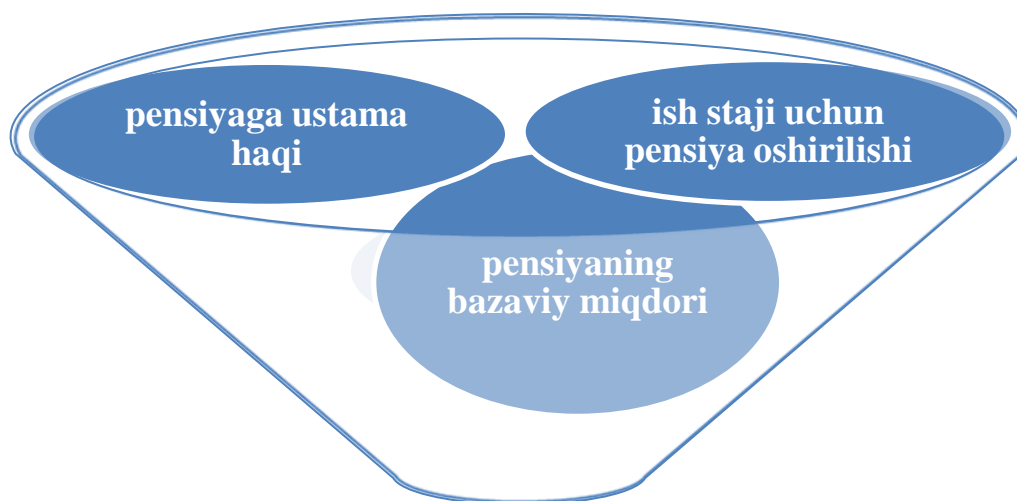 pensiyaga ustama
haqi
ish staji uchun
pensiya oshirilishi
pensiyaning
bazaviy miqdori